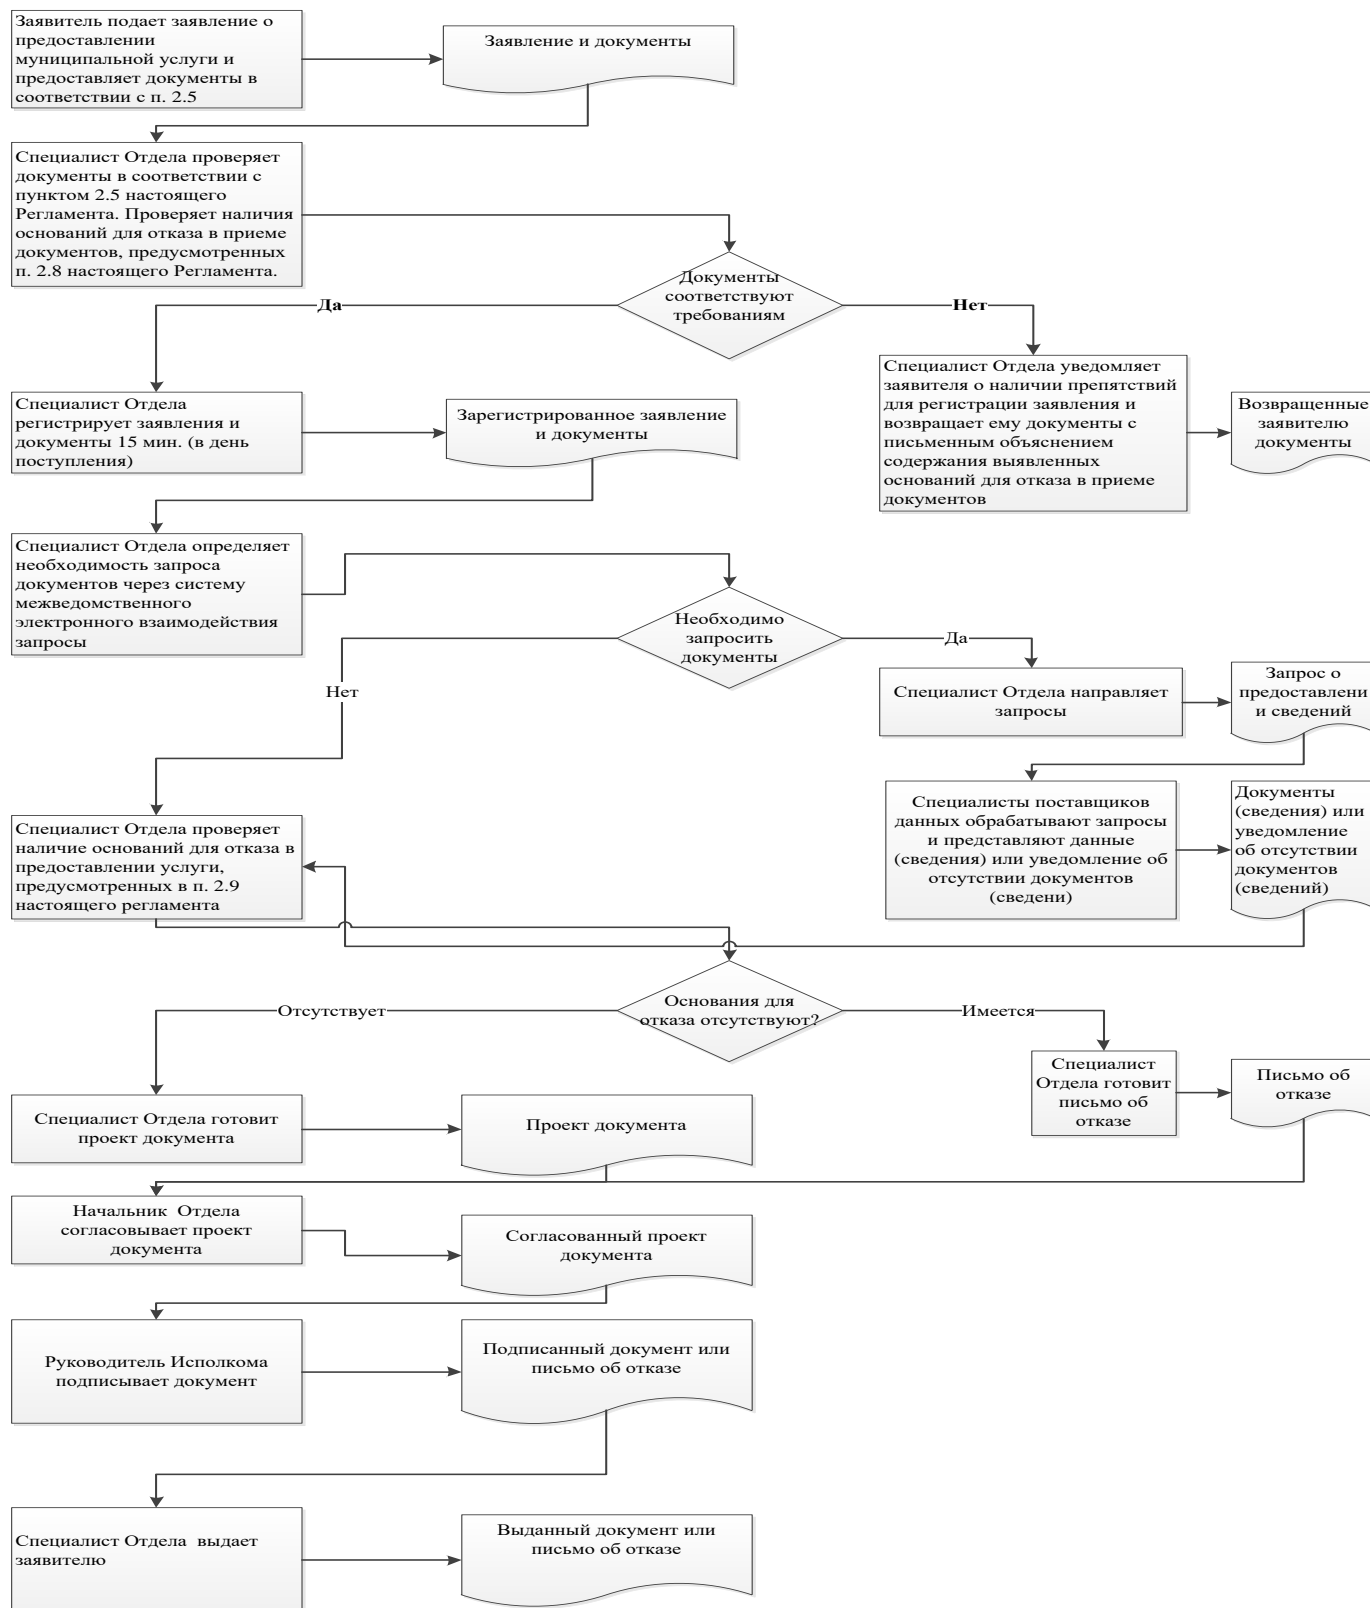 Заявитель подает заявление о
предоставлении
муниципальной услуги и
предоставляет документы в
соответствии с п. 2.5
Заявление и документы
Специалист Отдела проверяет
документы в соответствии с
пунктом 2.5 настоящего
Регламента. Проверяет наличия
оснований для отказа в приеме
документов, предусмотренных
п. 2.8 настоящего Регламента.
Документы
соответствуют
требованиям
Да
Нет
Специалист Отдела
регистрирует заявления и
документы 15 мин. (в день
поступления)
Зарегистрированное заявление
и документы
Специалист Отдела уведомляет
заявителя о наличии препятствий
для регистрации заявления и
возвращает ему документы с
письменным объяснением
содержания выявленных
оснований для отказа в приеме
документов
Возвращенные
заявителю
документы
Специалист Отдела определяет
необходимость запроса
документов через систему
межведомственного
электронного взаимодействия
запросы
Необходимо
запросить
документы
Да
Нет
Специалист Отдела направляет
запросы
Запрос о
предоставлени
и сведений
Специалисты поставщиков
данных обрабатывают запросы
и представляют данные
(сведения) или уведомление об
отсутствии документов
(сведени)
Документы
(сведения) или
уведомление
об отсутствии
документов
(сведений)
Специалист Отдела проверяет
наличие оснований для отказа в
предоставлении услуги,
предусмотренных в п. 2.9
настоящего регламента
Основания для
отказа отсутствуют?
Отсутствует
Имеется
Специалист
Отдела готовит
письмо об
отказе
Письмо об
отказе
Специалист Отдела готовит
проект документа
Проект документа
Начальник  Отдела
согласовывает проект
документа
Согласованный проект
документа
Руководитель Исполкома
подписывает документ
Подписанный документ или
письмо об отказе
Специалист Отдела  выдает
заявителю
Выданный документ или
письмо об отказе